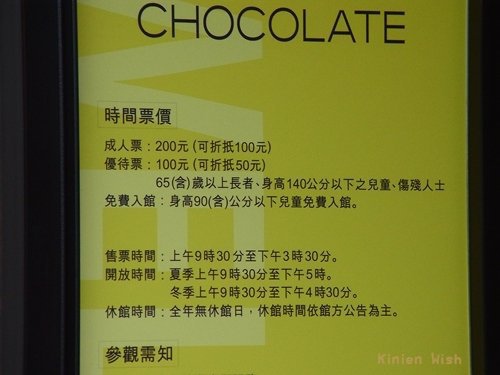 CHOCOLATE
時間票價
成人票：200元 (可折抵100元)
優待票：100元 (可折抵50元)
65(含)歲以上長者、身高140公分以下之兒童、傷殘人士
免費入館：身高90(含)公分以下兒童免費入館。
售票時間：上午9時30分至下午3時30分。
開放時間：夏季上午9時30分至下午5時。
冬季上午9時30分至下午4時30分。
休館時間：全年無休館日，休館時間依館方公告為主。
參觀需知
Kinien Wish